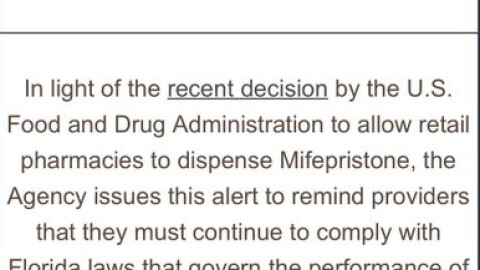 In light of the recent decision by the U.S.
Food and Drug Administration to allow retail
pharmacies to dispense Mifepristone, the
Agency issues this alert to remind providers
that they must continue to comply with
Florida laws that govern the performance of